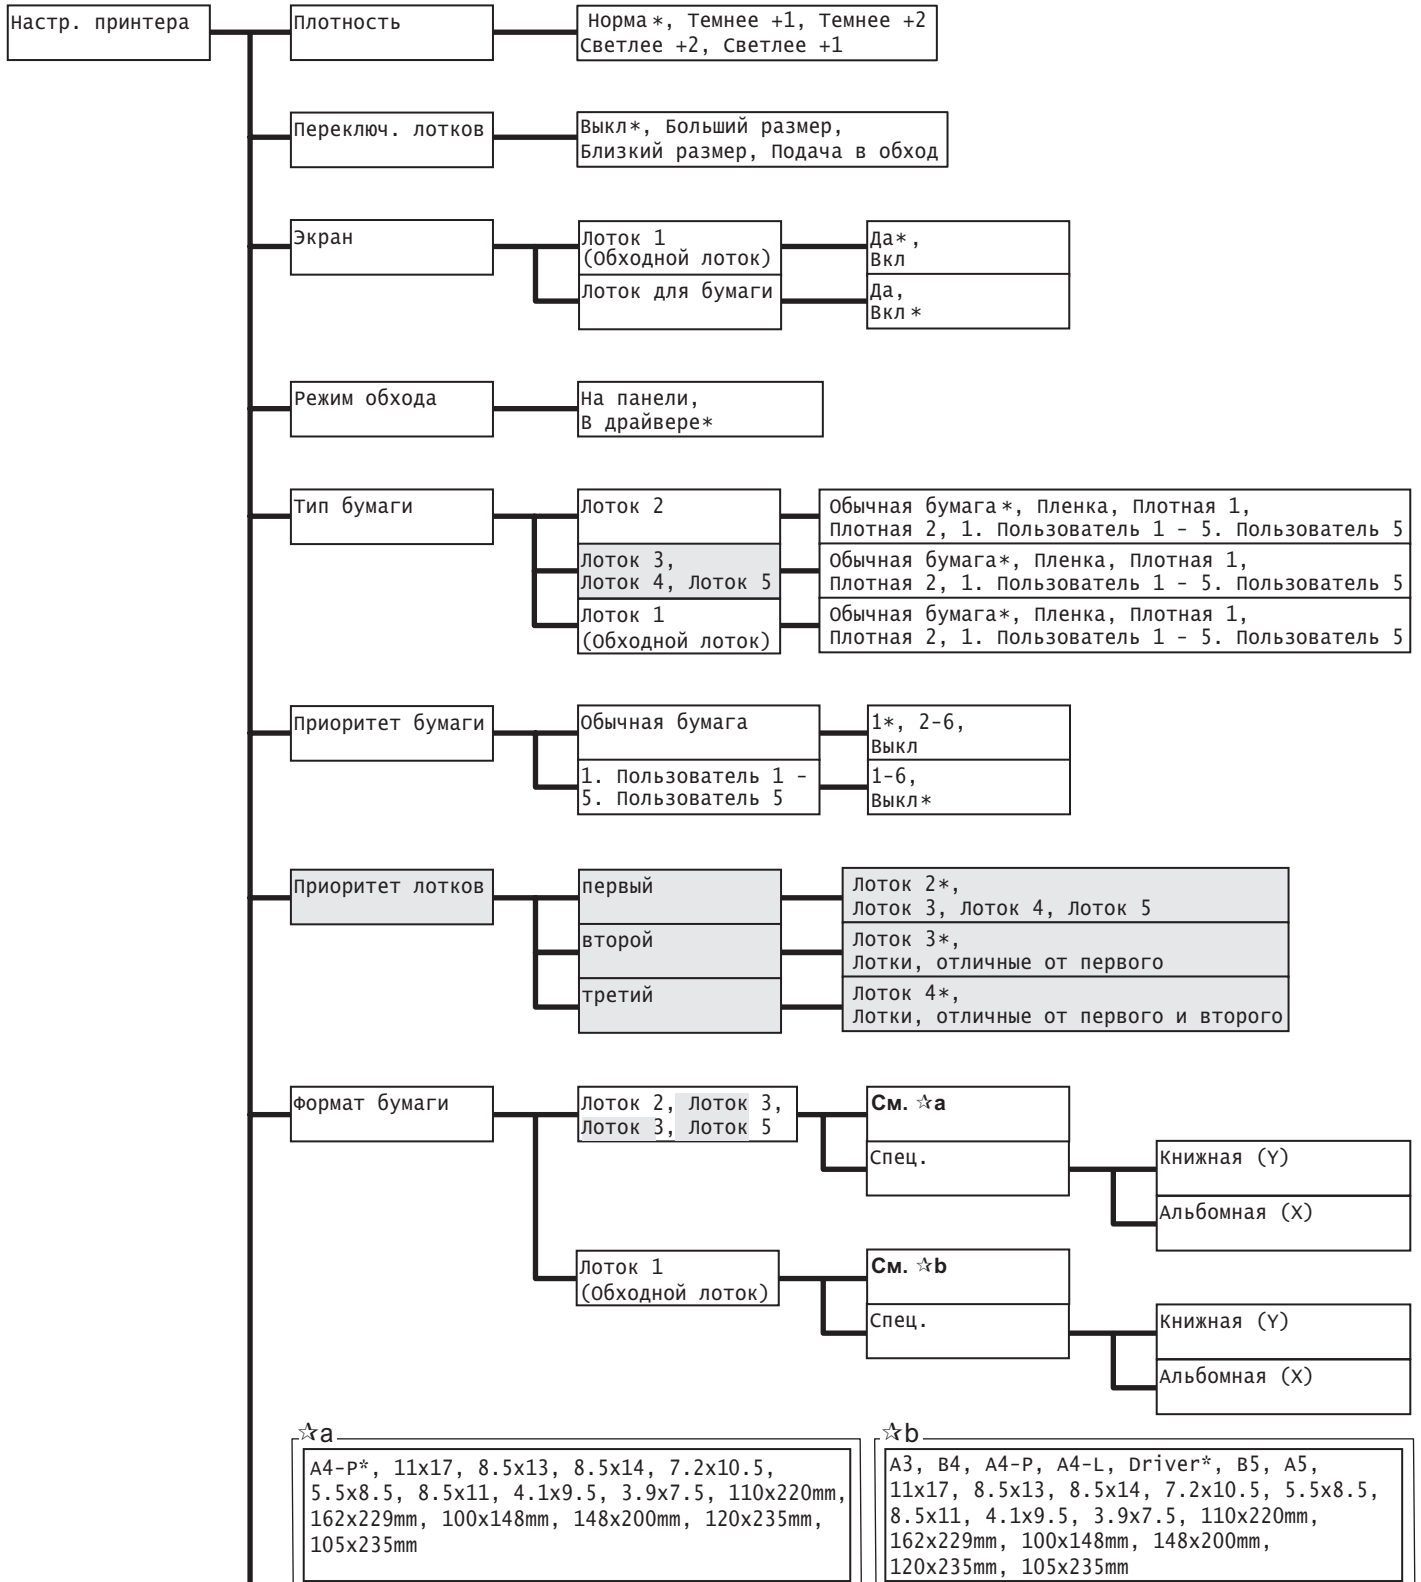 Настр. принтера
Плотность
Норма*, Темнее +1, Темнее +2
Светлее +2, Светлее +1
Переключ. лотков
Выкл*, Больший размер,
Близкий размер, Подача в обход
Экран
Лоток 1
(Обходной лоток)
Да*,
Вкл
Лоток для бумаги
Да,
Вкл*
Режим обхода
На панели,
В драйвере*
Тип бумаги
Лоток 2
Обычная бумага*, Пленка, Плотная 1,
Плотная 2, 1. Пользователь 1 - 5. Пользователь 5
Лоток 3,
Лоток 4, Лоток 5
Обычная бумага*, Пленка, Плотная 1,
Плотная 2, 1. Пользователь 1 - 5. Пользователь 5
Лоток 1
(Обходной лоток)
Обычная бумага*, Пленка, Плотная 1,
Плотная 2, 1. Пользователь 1 - 5. Пользователь 5
Приоритет бумаги
Обычная бумага
1*, 2-6,
Выкл
1. Пользователь 1 -
5. Пользователь 5
1-6,
Выкл*
Приоритет лотков
первый
Лоток 2*,
Лоток 3, Лоток 4, Лоток 5
второй
Лоток 3*,
Лотки, отличные от первого
третий
Лоток 4*,
Лотки, отличные от первого и второго
Формат бумаги
Лоток 2, Лоток 3,
Лоток 3, Лоток 5
См. ☆a
Спец.
Книжная (Y)
Альбомная (X)
Лоток 1
(Обходной лоток)
См. ☆b
Спец.
Книжная (Y)
Альбомная (X)
☆a
A4-P*, 11x17, 8.5x13, 8.5x14, 7.2x10.5,
5.5x8.5, 8.5x11, 4.1x9.5, 3.9x7.5, 110x220mm,
162x229mm, 100x148mm, 148x200mm, 120x235mm,
105x235mm
☆b
A3, B4, A4-P, A4-L, Driver*, B5, A5,
11x17, 8.5x13, 8.5x14, 7.2x10.5, 5.5x8.5,
8.5x11, 4.1x9.5, 3.9x7.5, 110x220mm,
162x229mm, 100x148mm, 148x200mm,
120x235mm, 105x235mm